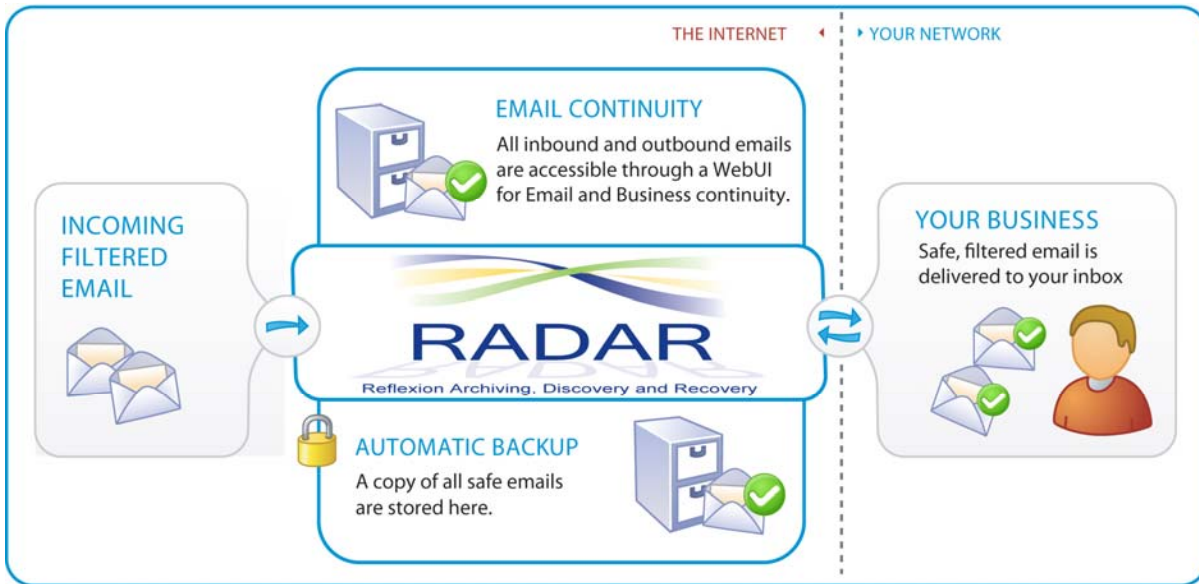 THE INTERNET
YOUR NETWORK
EMAIL CONTINUITY
All inbound and outbound emails
are accessible through a WebUI
for Email and Business continuity.
INCOMING
FILTERED
EMAIL
RADAR
Reflexion Archiving, Discovery and Recovery
YOUR BUSINESS
Safe, filtered email is
delivered to your inbox
AUTOMATIC BACKUP
A copy of all safe emails
are stored here.